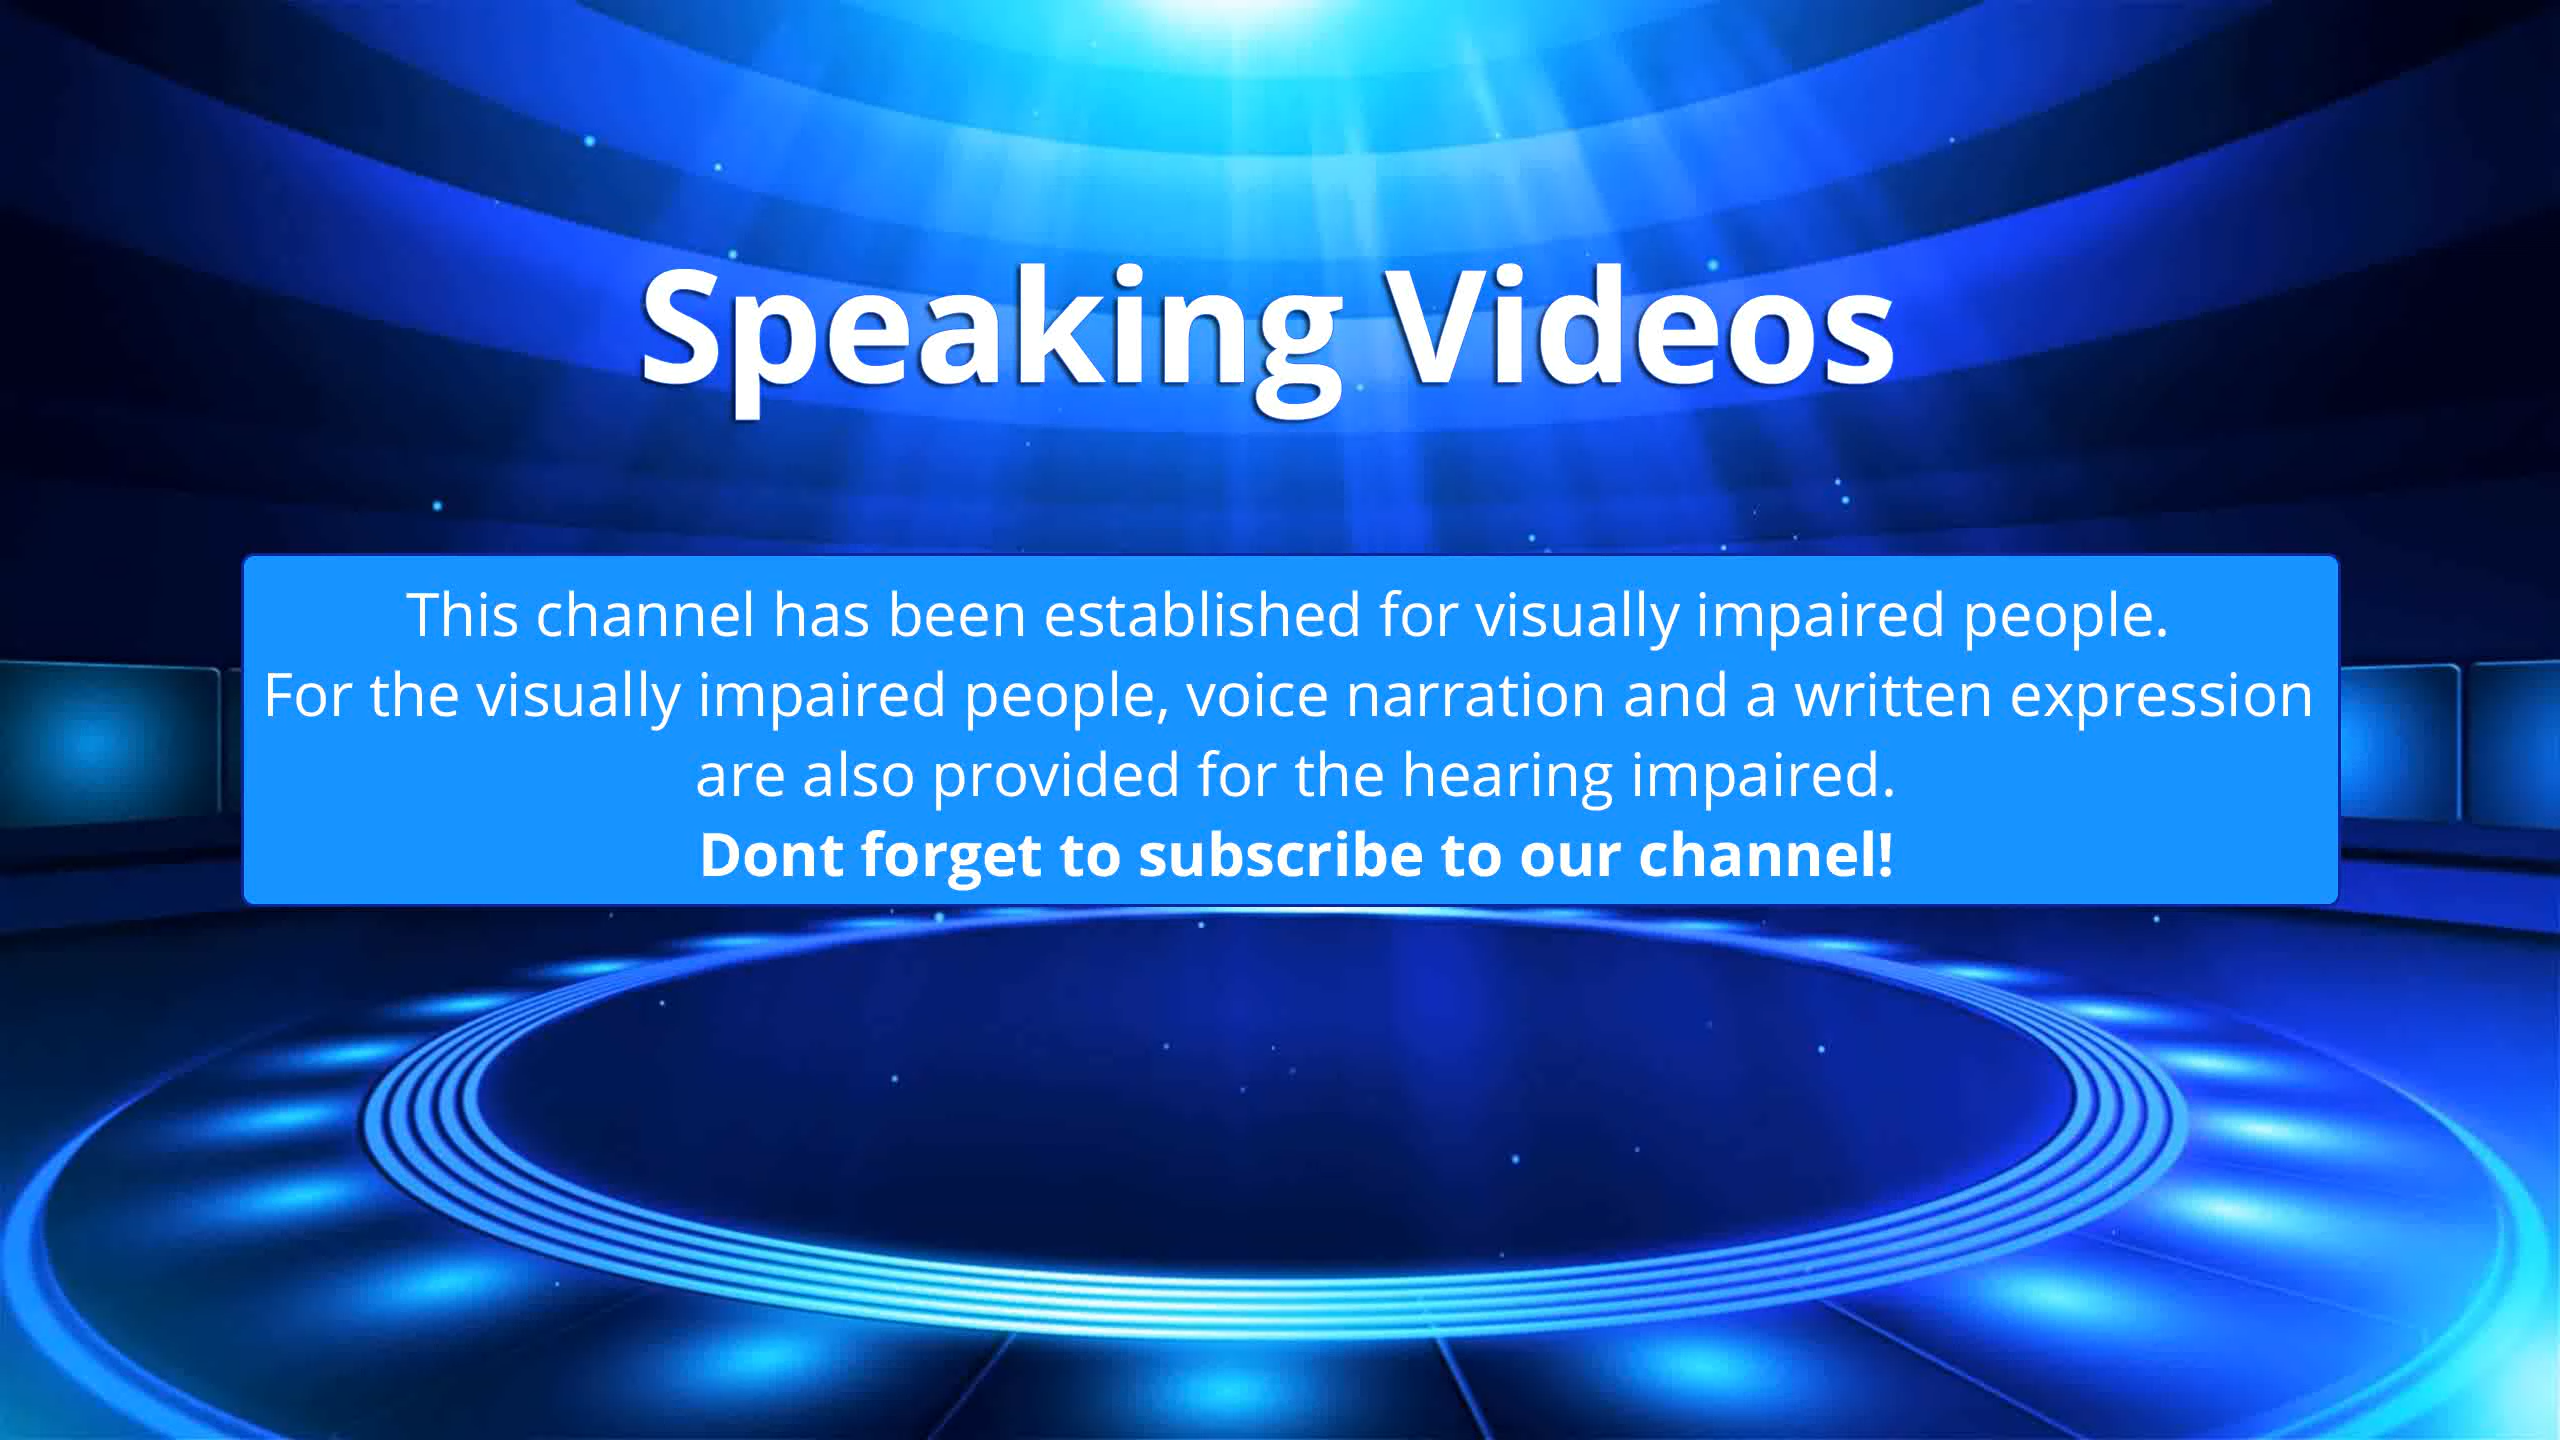 Speaking Videos
This channel has been established for visually impaired people.
For the visually impaired people, voice narration and a written expression
are also provided for the hearing impaired.
Dont forget to subscribe to our channel!